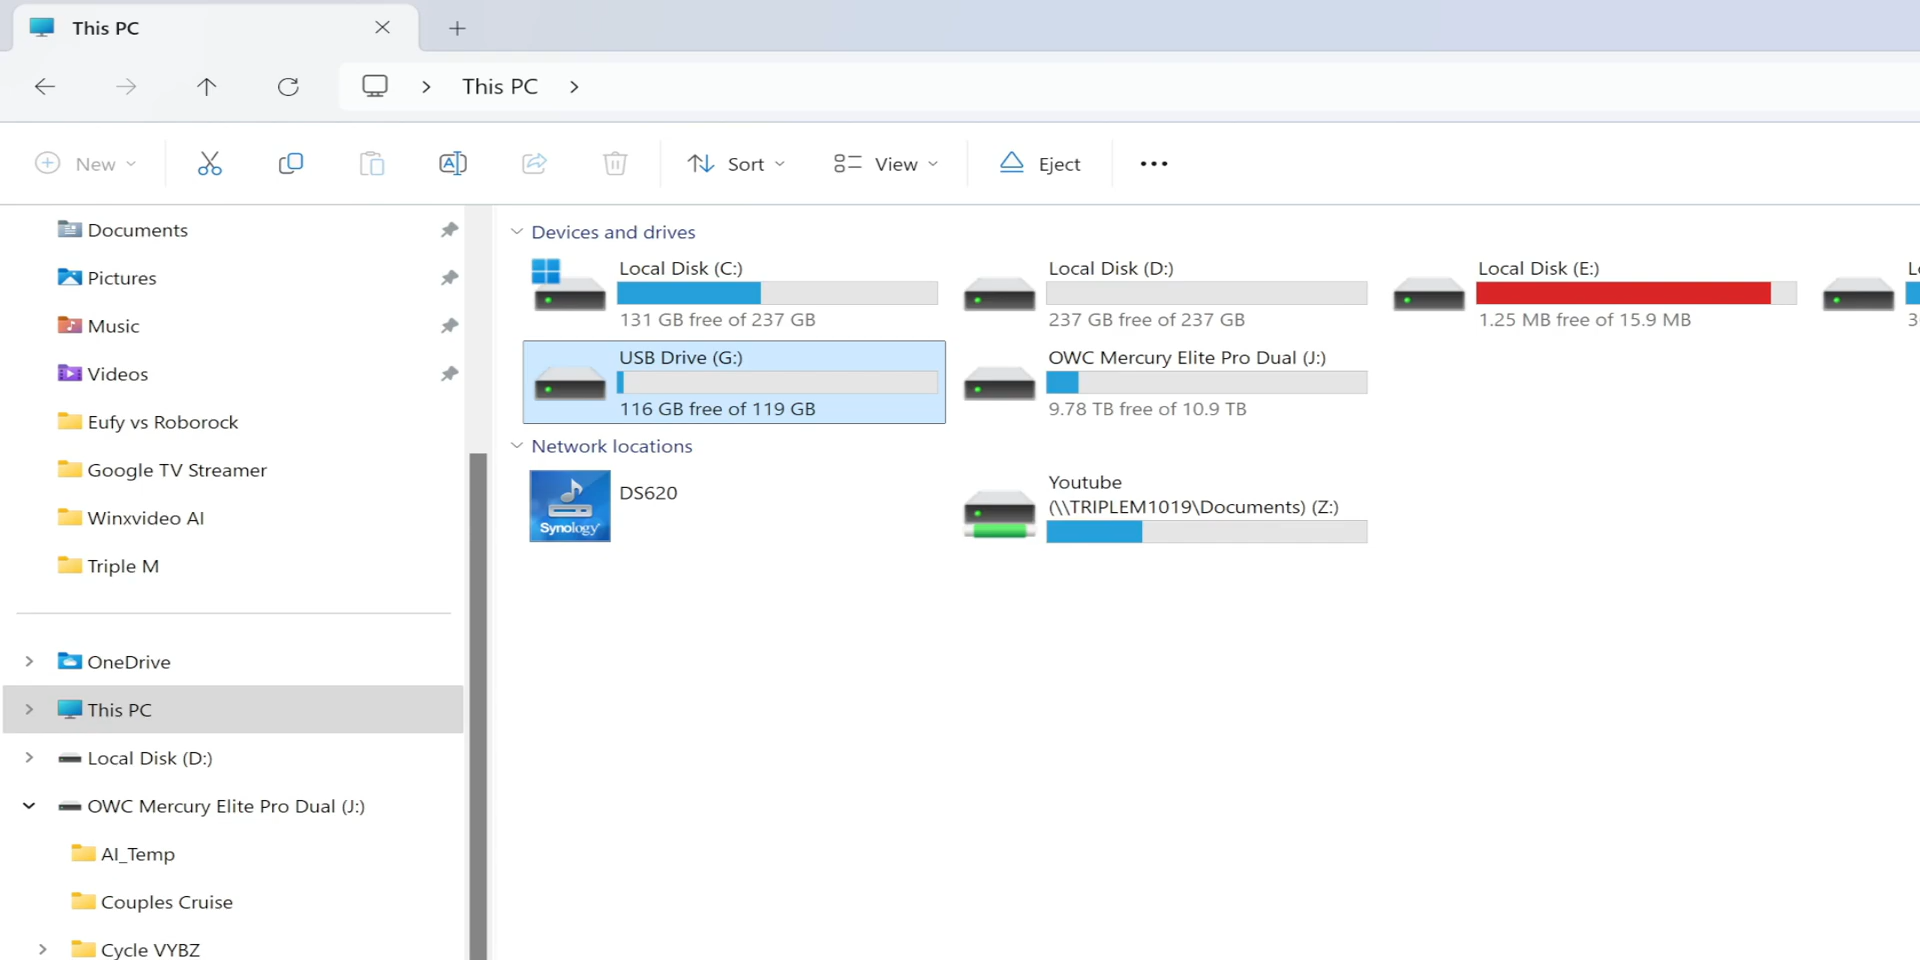 This PC
This PC
New
Sort
View
Eject
Documents
Pictures
Music
Videos
Eufy vs Roborock
Google TV Streamer
Winxvideo AI
Triple M
OneDrive
This PC
Local Disk (D:)
OWC Mercury Elite Pro Dual (J:)
AI_Temp
Couples Cruise
Cycle VYBZ
Devices and drives
Local Disk (C:)
131 GB free of 237 GB
Local Disk (D:)
237 GB free of 237 GB
Local Disk (E:)
1.25 MB free of 15.9 MB
USB Drive (G:)
116 GB free of 119 GB
OWC Mercury Elite Pro Dual (J:)
9.78 TB free of 10.9 TB
Network locations
Synology
DS620
Youtube
(\\TRIPLEM1019\Documents) (Z:)